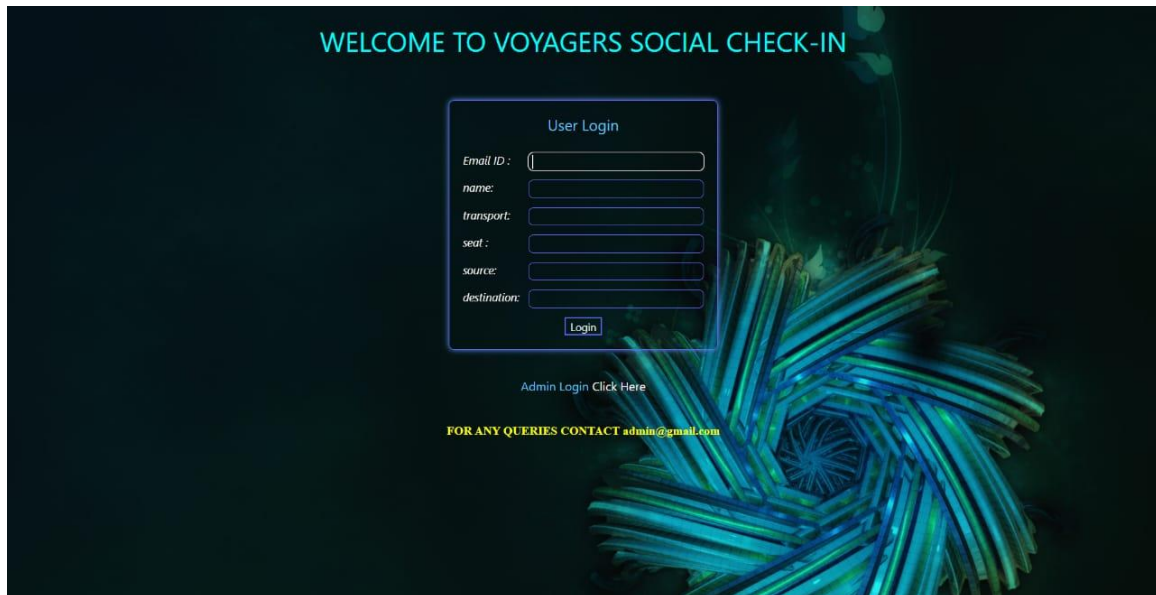 WELCOME TO VOYAGERS SOCIAL CHECK-IN
User Login
Email ID :
name:
transport:
seat :
source:
destination:
Login
Admin Login Click Here
FOR ANY QUERIES CONTACT admin@gmail.com